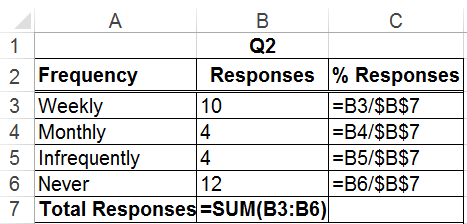 A B C
1 Q2
2 Frequency Responses % Responses
3 Weekly 10 =B3/$B$7
4 Monthly 4 =B4/$B$7
5 Infrequently 4 =B5/$B$7
6 Never 12 =B6/$B$7
7 Total Responses =SUM(B3:B6)